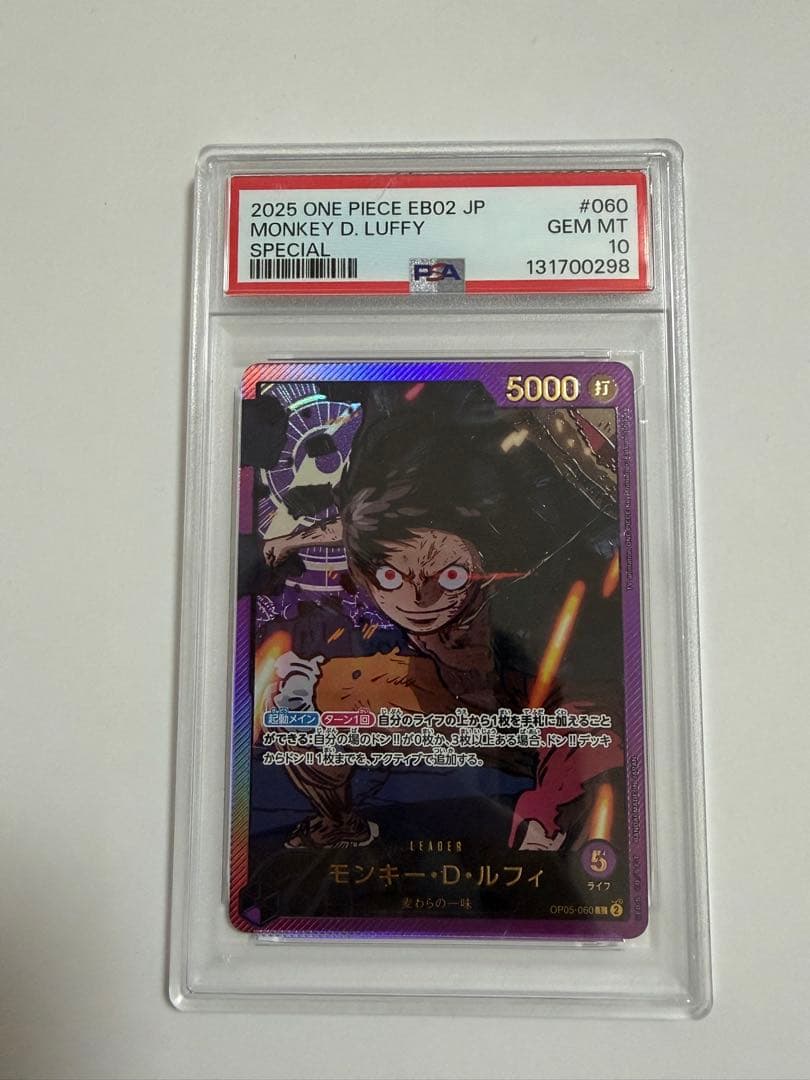 2025 ONE PIECE EB02 JP #060
MONKEY D. LUFFY GEM MT
SPECIAL 10
PSA 131700298
5000 打
起動メイン ターン1回 自分のライフの上から1枚を手札に加えること
ができる:自分の場のドン!!が0枚か、3枚以上ある場合、ドン!!デッキ
からドン!!1枚までを、アクティブで追加する。
LEADER
モンキー・D・ルフィ
麦わらの一味
5
ライフ
OP05-060 L 2